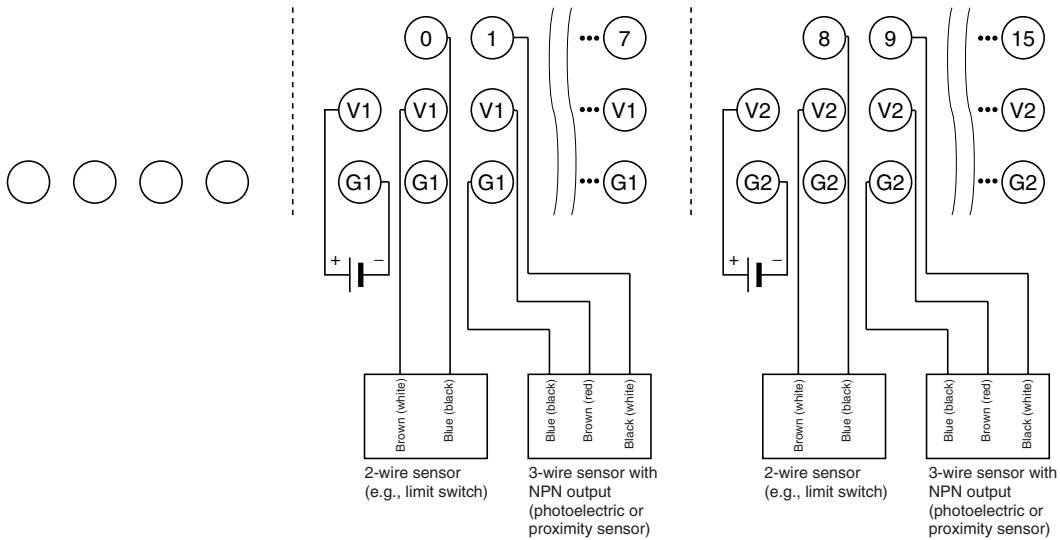 0 1 ••• 7 8 9 ••• 15
V1 V1 V1 ••• V1 V2 V2 V2 ••• V2
G1 G1 G1 ••• G1 G2 G2 G2 ••• G2
+ − + −
Brown (white)
Blue (black)
Blue (black)
Brown (red)
Black (white)
Brown (white)
Blue (black)
Blue (black)
Brown (red)
Black (white)
2-wire sensor
(e.g., limit switch)
3-wire sensor with
NPN output
(photoelectric or
proximity sensor)
2-wire sensor
(e.g., limit switch)
3-wire sensor with
NPN output
(photoelectric or
proximity sensor)